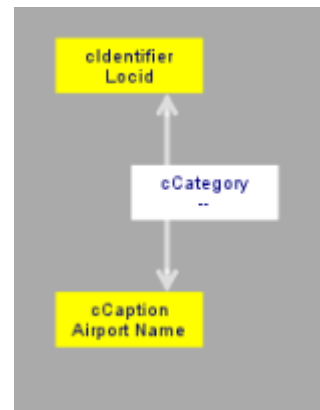 cIdentifier
Locid
cCategory
--
cCaption
Airport Name